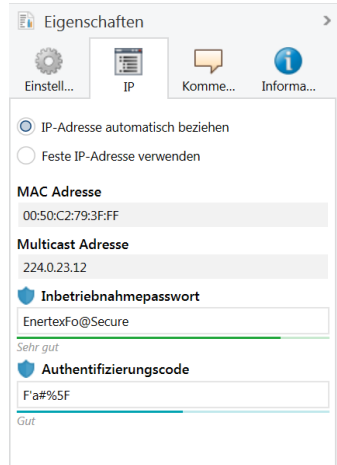 Eigenschaften
Einstell...
IP
Komme...
Informa...
IP-Adresse automatisch beziehen
Feste IP-Adresse verwenden
MAC Adresse
00:50:C2:79:3F:FF
Multicast Adresse
224.0.23.12
Inbetriebnahmepasswort
EnertexFo@Secure
Sehr gut
Authentifizierungscode
F'a#%5F
Gut